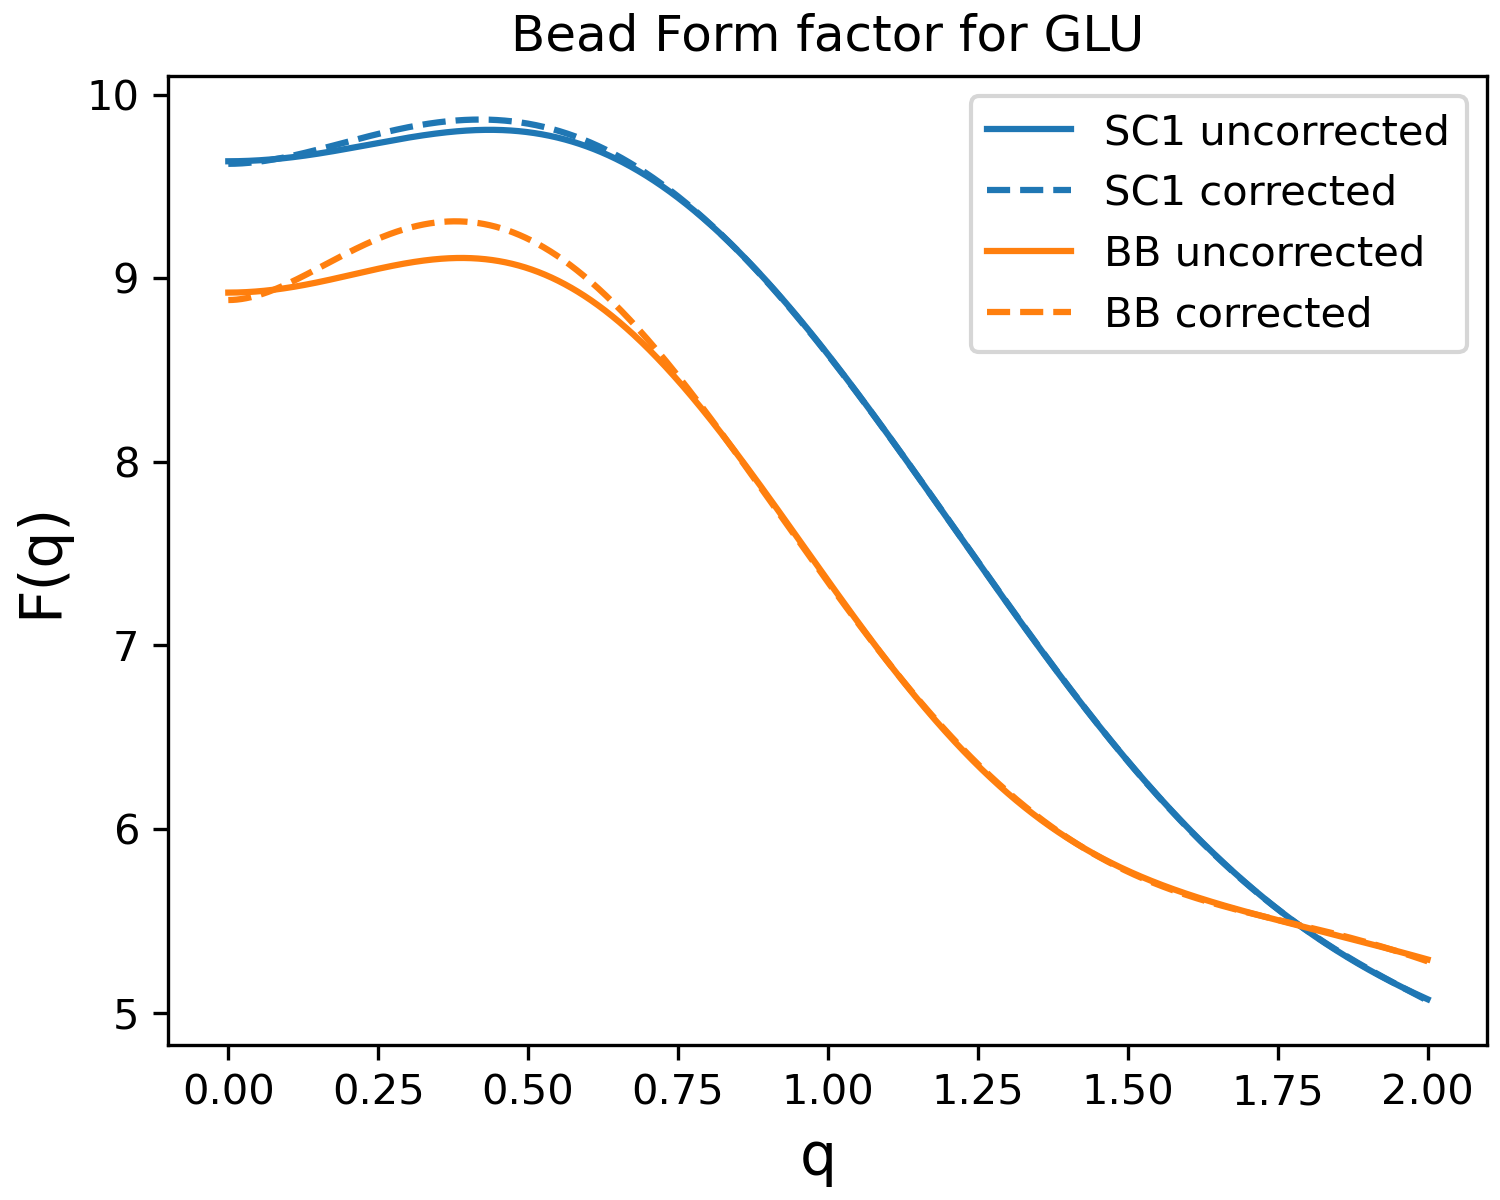 Bead Form factor for GLU
SC1 uncorrected
SC1 corrected
BB uncorrected
BB corrected
F(q)
10
9
8
7
6
5
0.00 0.25 0.50 0.75 1.00 1.25 1.50 1.75 2.00
q